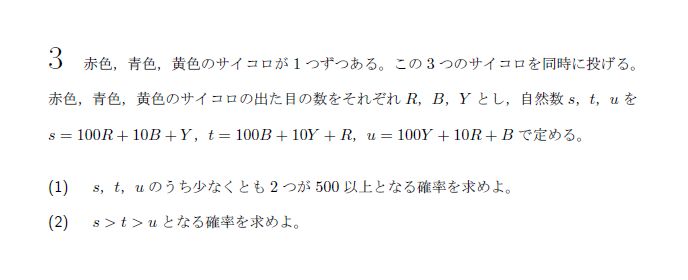 3 赤色，青色，黄色のサイコロが 1 つずつある。この 3 つのサイコロを同時に投げる。
赤色，青色，黄色のサイコロの出た目の数をそれぞれ R，B，Y とし，自然数 s，t，u を
s = 100R + 10B + Y，t = 100B + 10Y + R，u = 100Y + 10R + B で定める。
(1) s，t，u のうち少なくとも 2 つが 500 以上となる確率を求めよ。
(2) s > t > u となる確率を求めよ。